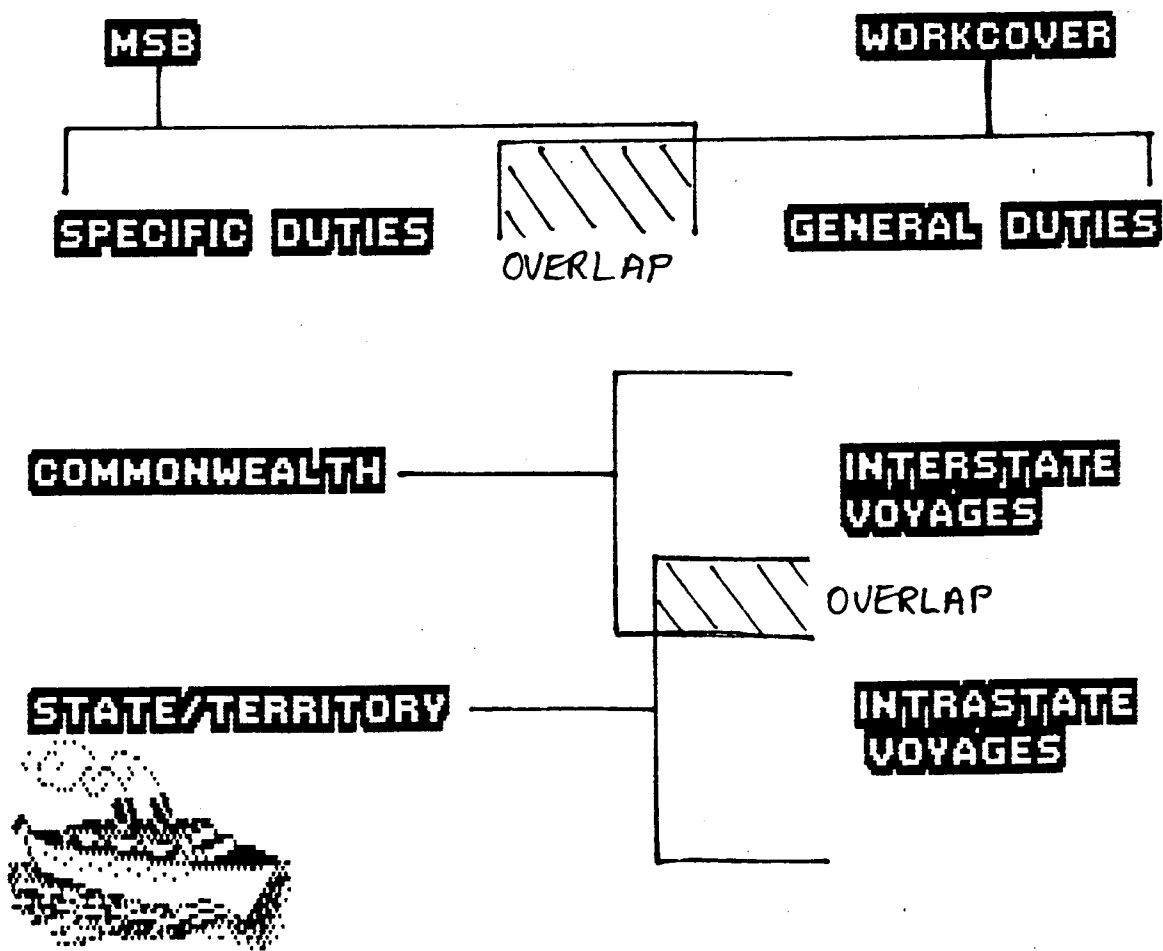 MSB
WORKCOVER
SPECIFIC DUTIES
GENERAL DUTIES
OVERLAP
COMMONWEALTH
INTERSTATE
VOYAGES
OVERLAP
STATE/TERRITORY
INTRASTATE
VOYAGES